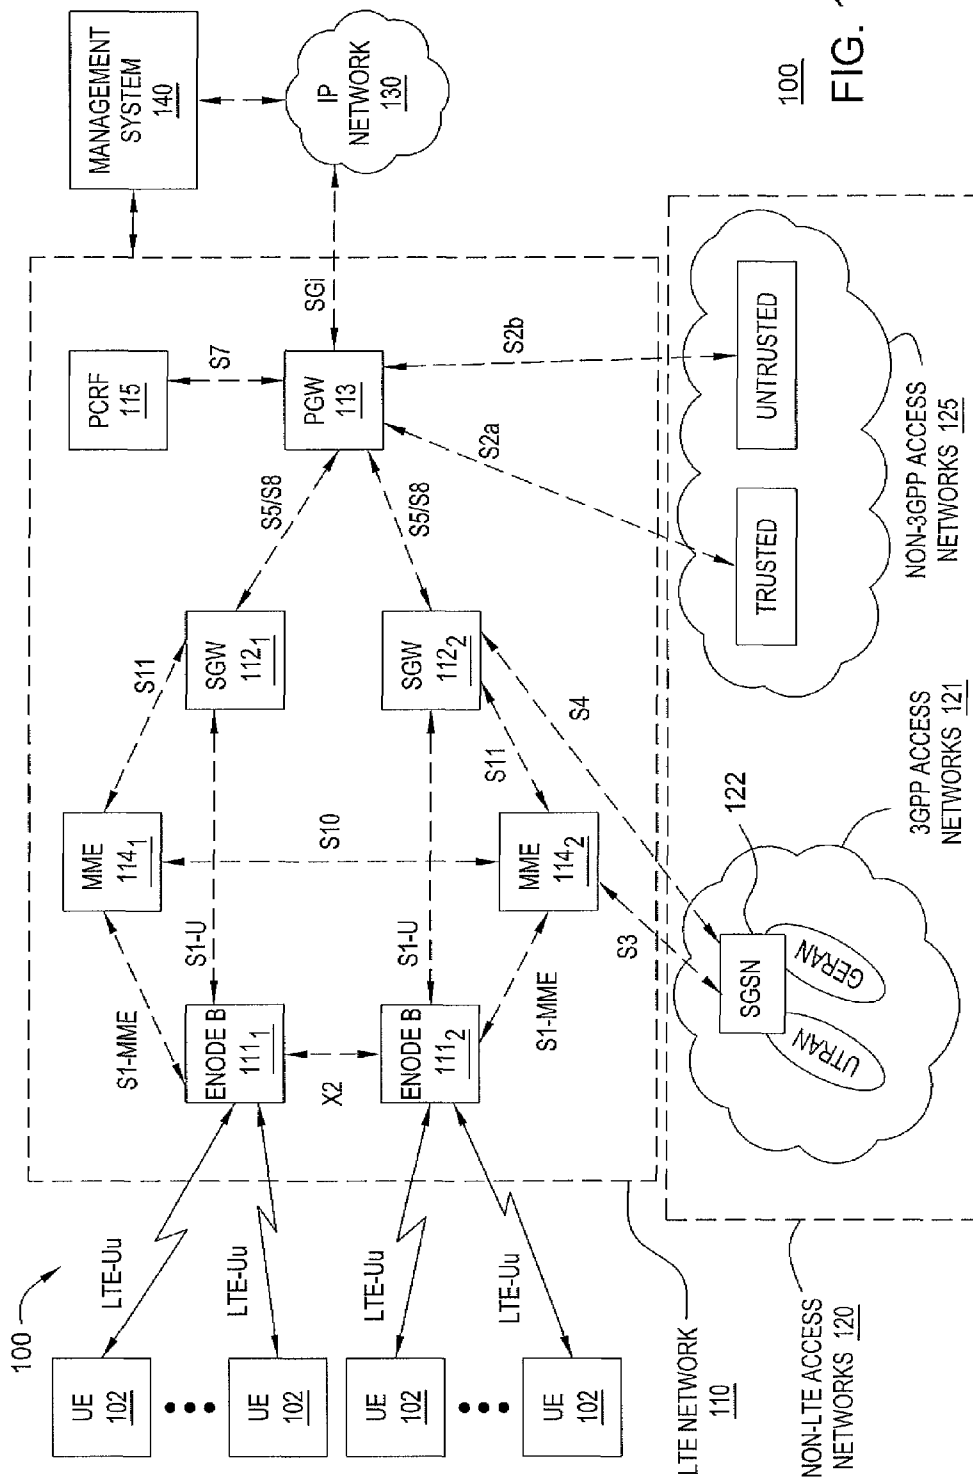 100
UE
102
UE
102
UE
102
UE
102
LTE-Uu
LTE-Uu
LTE-Uu
LTE-Uu
ENODE B
111₁
ENODE B
111₂
X2
S1-MME
S1-U
S1-U
S1-MME
MME
114₁
MME
114₂
S10
S11
S11
SGW
112₁
SGW
112₂
S5/S8
S5/S8
PCRF
115
S7
PGW
113
SGi
MANAGEMENT
SYSTEM
140
IP
NETWORK
130
S3
S4
S2a
S2b
LTE NETWORK
110
NON-LTE ACCESS
NETWORKS 120
SGSN
122
UTRAN
GERAN
3GPP ACCESS
NETWORKS 121
TRUSTED
UNTRUSTED
NON-3GPP ACCESS
NETWORKS 125
100
FIG.